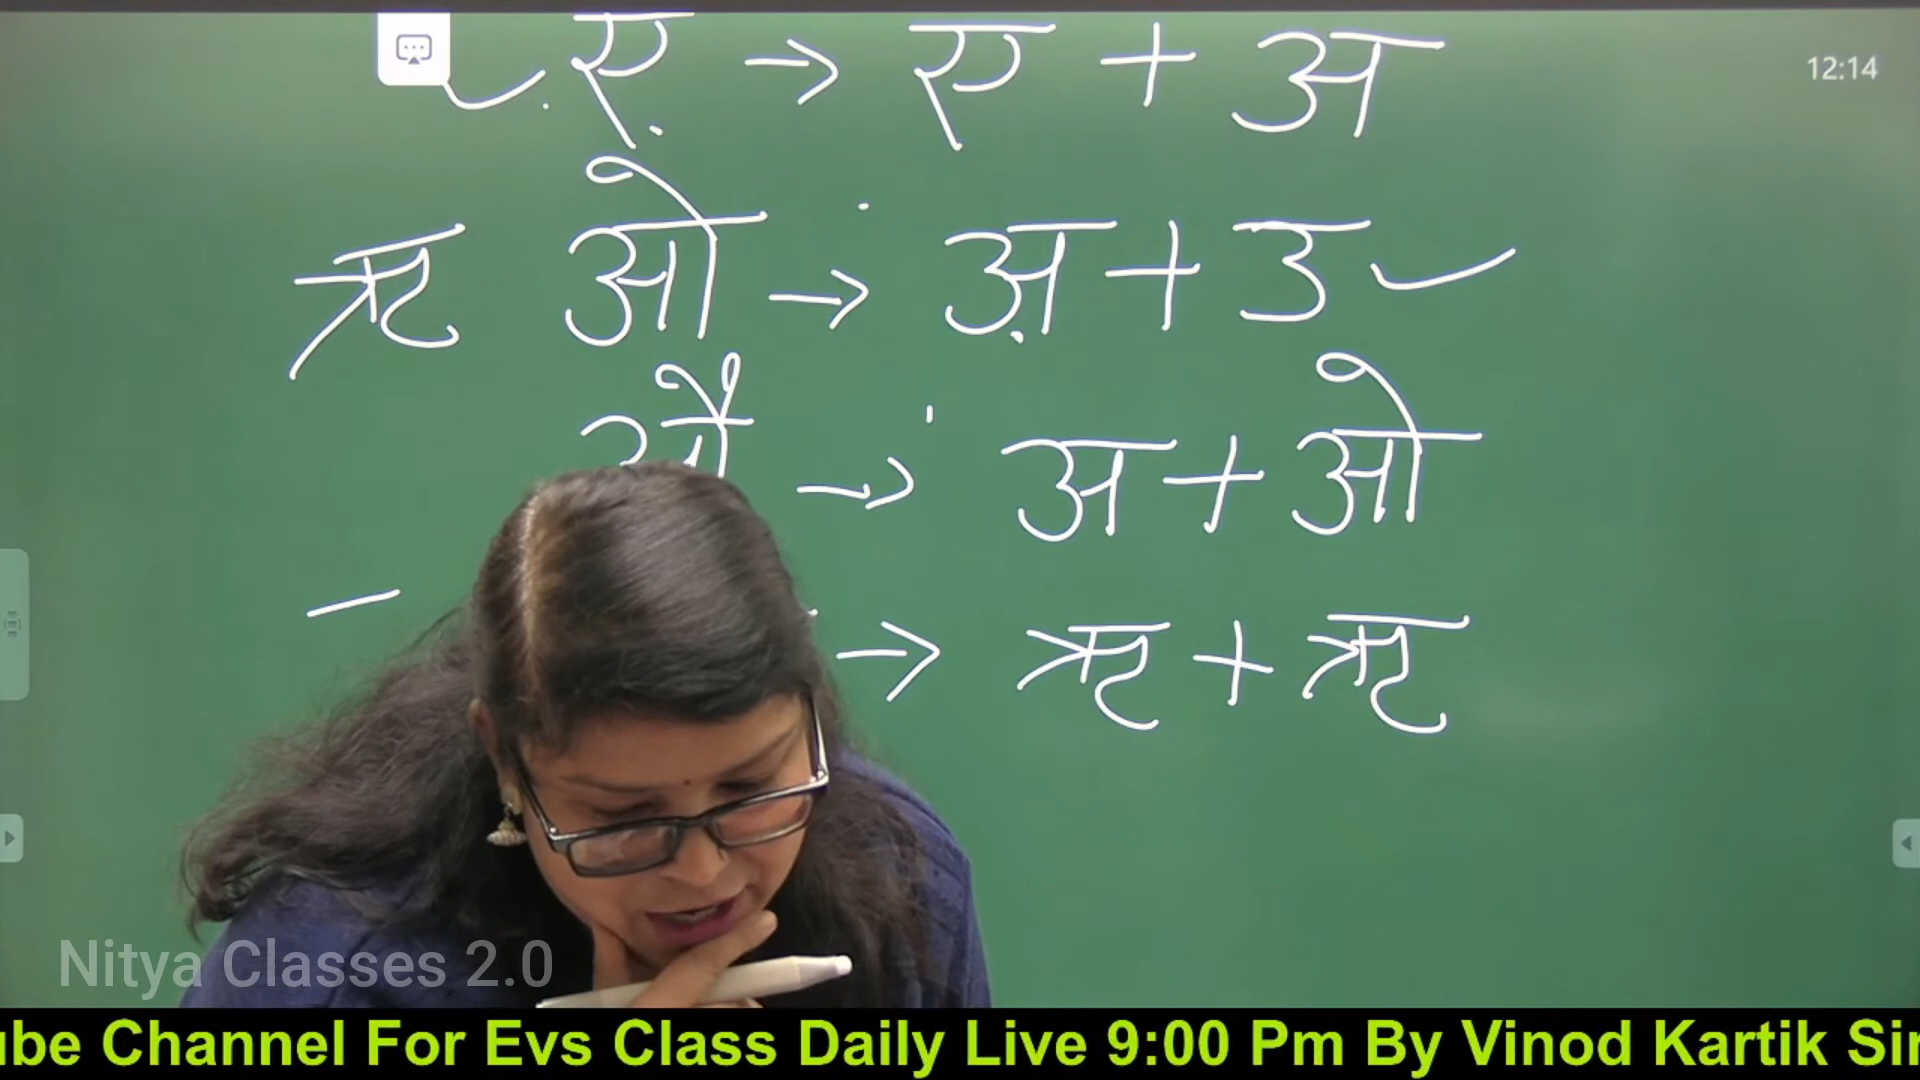 ए → ए + अ
12:14
ऋ ओ → अ + उ
औ → अ + ओ
→ ऋ + ऋ
Nitya Classes 2.0
ube Channel For Evs Class Daily Live 9:00 Pm By Vinod Kartik Sir